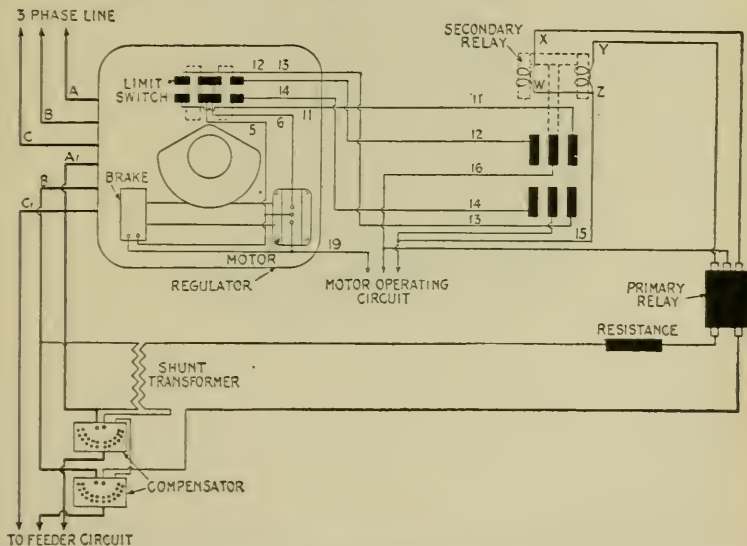 3 PHASE LINE
A
B
C
A1
B
C1
LIMIT
SWITCH
12 13
14
11
5 6
BRAKE
MOTOR
19
REGULATOR
MOTOR OPERATING
CIRCUIT
SECONDARY
RELAY
X
Y
W
Z
11
12
16
14
13
15
PRIMARY
RELAY
RESISTANCE
SHUNT
TRANSFORMER
COMPENSATOR
TO FEEDER CIRCUIT